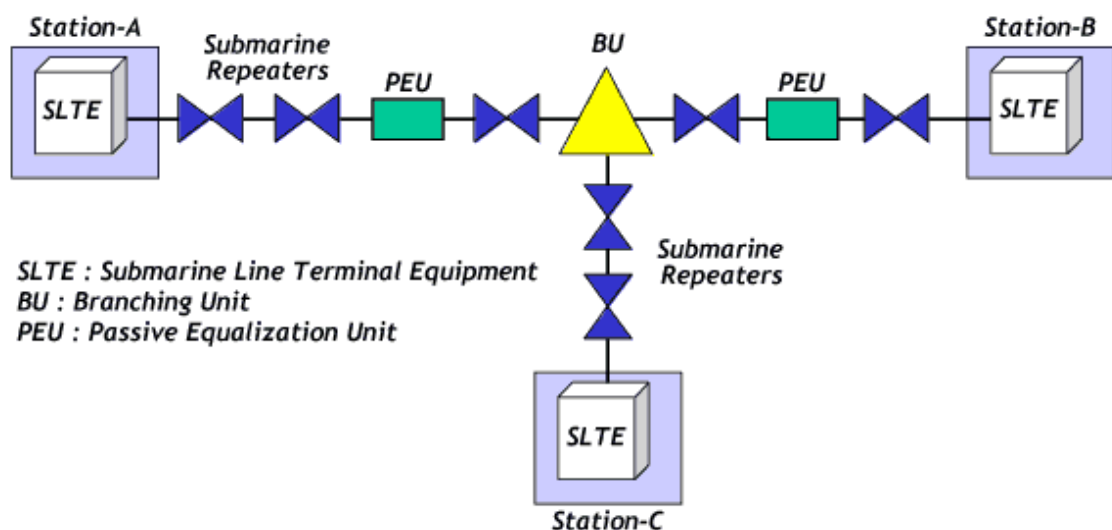 Station-A
Submarine
Repeaters
BU
Station-B
PEU
PEU
SLTE
SLTE
SLTE : Submarine Line Terminal Equipment
BU : Branching Unit
PEU : Passive Equalization Unit
Submarine
Repeaters
SLTE
Station-C